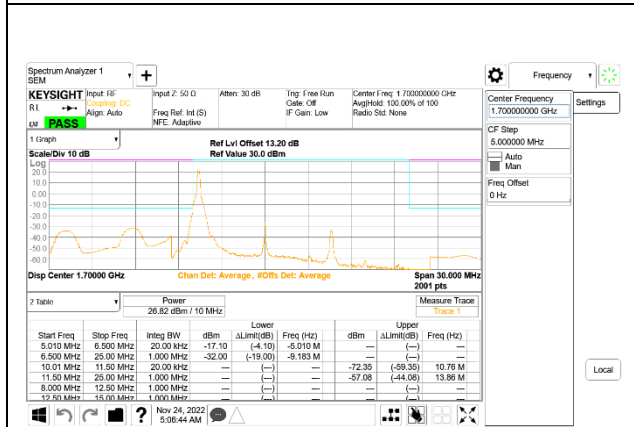 Spectrum Analyzer 1
SEM
+
Frequency
KEYSIGHT Input: RF Input Z: 50 Ω Atten: 30 dB Trig: Free Run Center Freq: 1.700000000 GHz
RL Coupling: DC Gate: Off Avg|Hold: 100.00% of 100
Align: Auto Freq Ref: Int (S) IF Gain: Low Radio Std: None
NFE: Adaptive
PASS
Center Frequency
1.700000000 GHz
Settings
CF Step
5.000000 MHz
Auto
Man
Freq Offset
0 Hz
Local
1 Graph
Ref Lvl Offset 13.20 dB
Scale/Div 10 dB Ref Value 30.0 dBm
Log
20.0
10.0
0.00
-10.0
-20.0
-30.0
-40.0
-50.0
-60.0
Disp Center 1.70000 GHz Chan Det: Average , #Offs Det: Average Span 30.000 MHz
2001 pts
2 Table Power Measure Trace
26.82 dBm / 10 MHz Trace 1
Lower Upper
Start Freq Stop Freq Integ BW dBm ΔLimit(dB) Freq (Hz) dBm ΔLimit(dB) Freq (Hz)
5.010 MHz 6.500 MHz 20.00 kHz -17.10 (-4.10) -5.010 M --- (---) ---
6.500 MHz 25.00 MHz 1.000 MHz -32.00 (-19.00) -9.183 M --- (---) ---
10.01 MHz 11.50 MHz 20.00 kHz --- (---) --- -72.35 (-59.35) 10.76 M
11.50 MHz 25.00 MHz 1.000 MHz --- (---) --- -57.08 (-44.08) 13.86 M
8.000 MHz 12.50 MHz 1.000 MHz --- (---) --- --- (---) ---
12.50 MHz 15.00 MHz 1.000 MHz --- (---) --- --- (---) ---
? Nov 24, 2022
5:06:44 AM